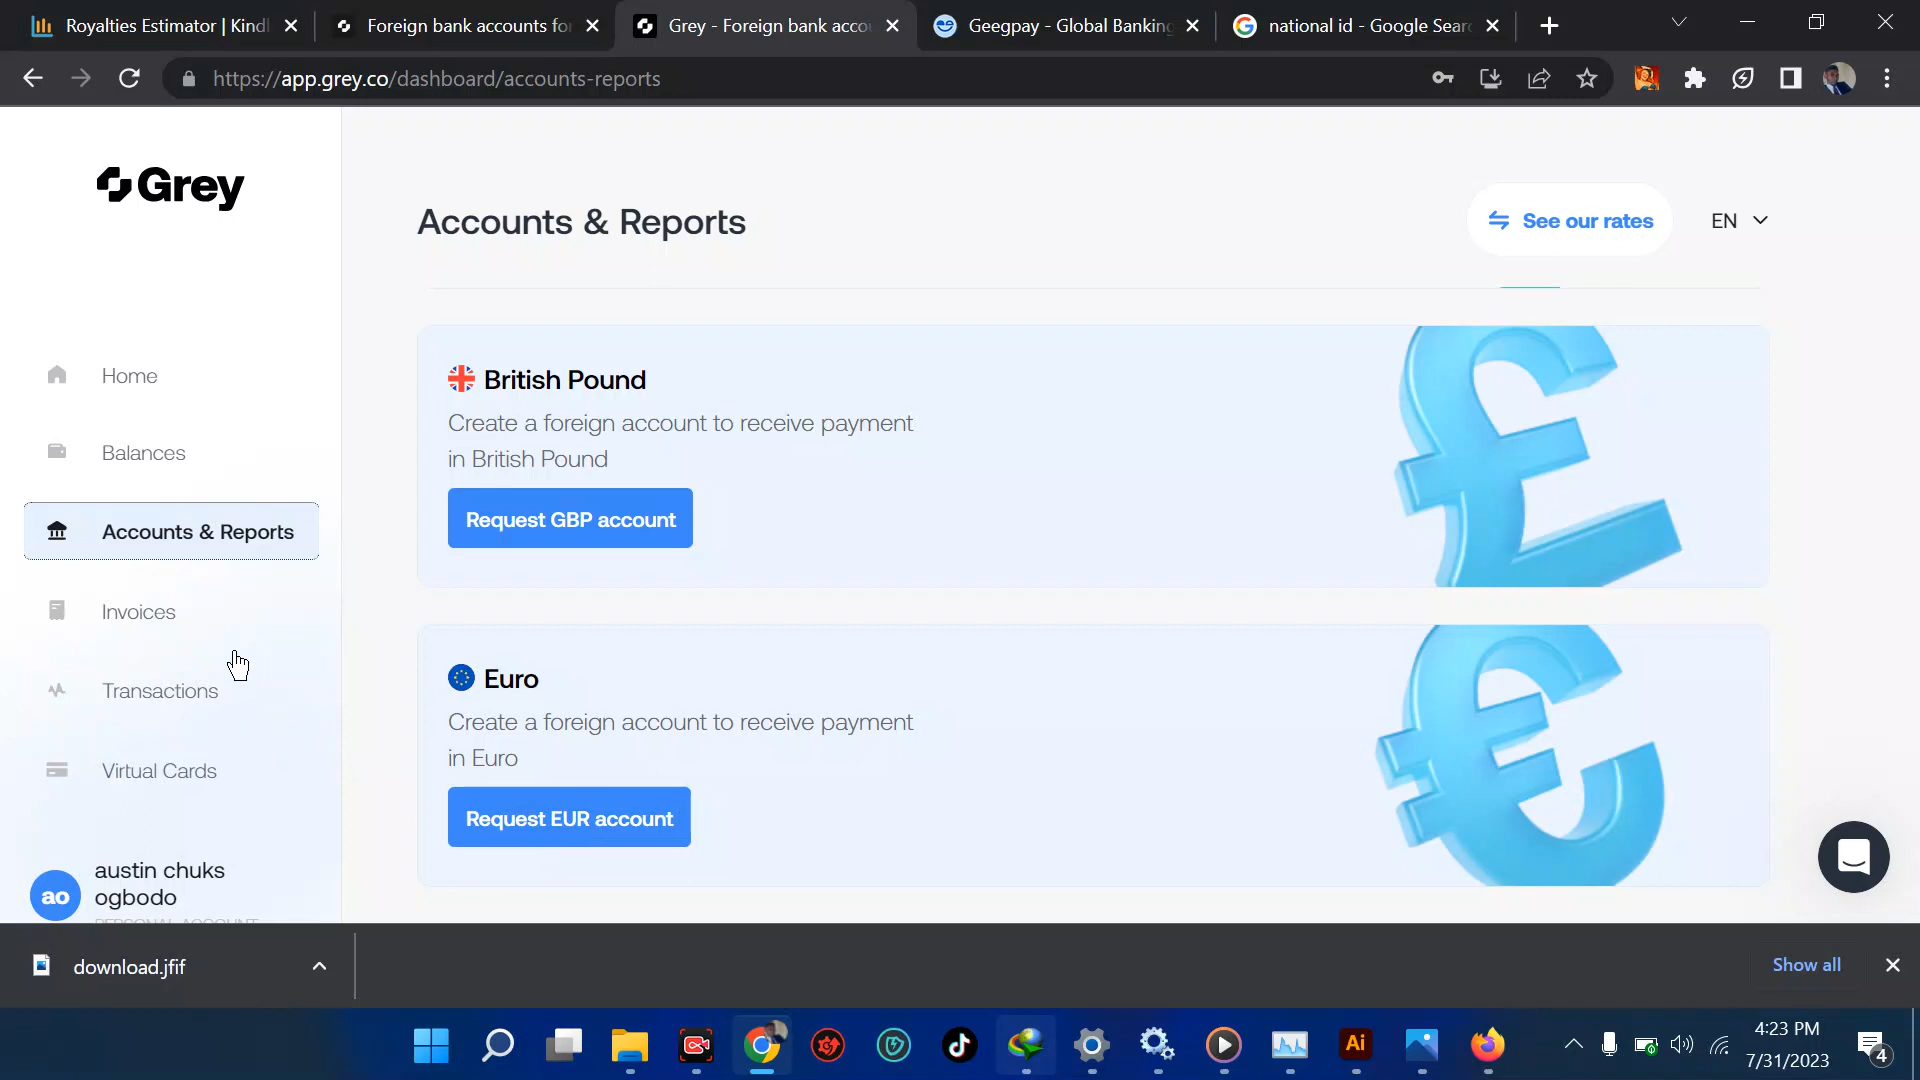 Royalties Estimator | Kindl
Foreign bank accounts fo
Grey - Foreign bank acco
Geegpay - Global Banking
national id - Google Searc
https://app.grey.co/dashboard/accounts-reports
Grey
Accounts & Reports
See our rates
EN
Home
Balances
Accounts & Reports
Invoices
Transactions
Virtual Cards
British Pound
Create a foreign account to receive payment
in British Pound
Request GBP account
Euro
Create a foreign account to receive payment
in Euro
Request EUR account
ao
austin chuks
ogbodo
PERSONAL ACCOUNT
download.jfif
Show all
Ai
4:23 PM
7/31/2023
4